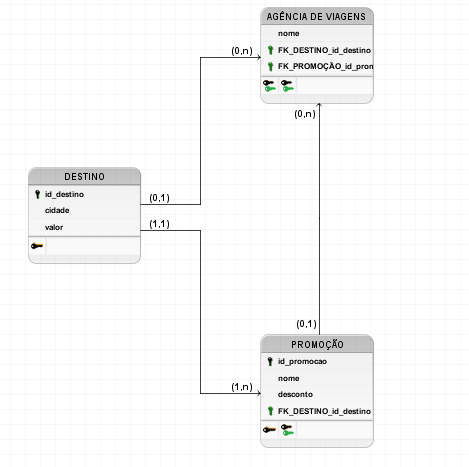 AGÊNCIA DE VIAGENS
nome
FK_DESTINO_id_destino
FK_PROMOÇÃO_id_pron
(0,n)
(0,n)
DESTINO
id_destino
cidade
valor
(0,1)
(1,1)
(0,1)
PROMOÇÃO
id_promocao
nome
desconto
FK_DESTINO_id_destino
(1,n)